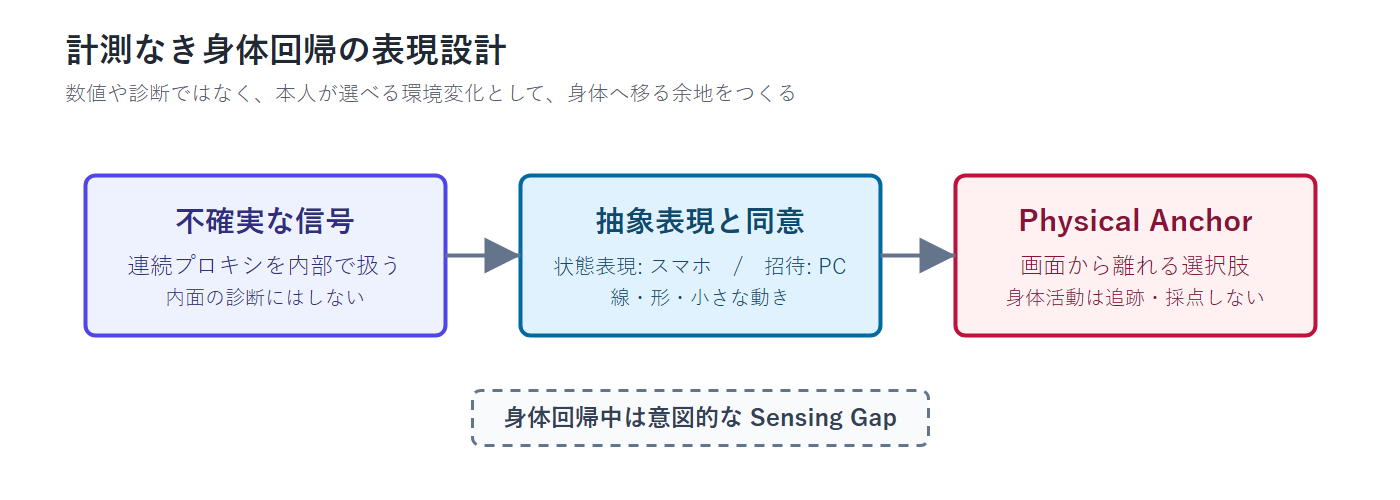 計測なき身体回帰の表現設計
数値や診断ではなく、本人が選べる環境変化として、身体へ移る余地をつくる
不確実な信号
連続プロキシを内部で扱う
内面の診断にはしない
抽象表現と同意
状態表現: スマホ　/　招待: PC
線・形・小さな動き
Physical Anchor
画面から離れる選択肢
身体活動は追跡・採点しない
身体回帰中は意図的な Sensing Gap